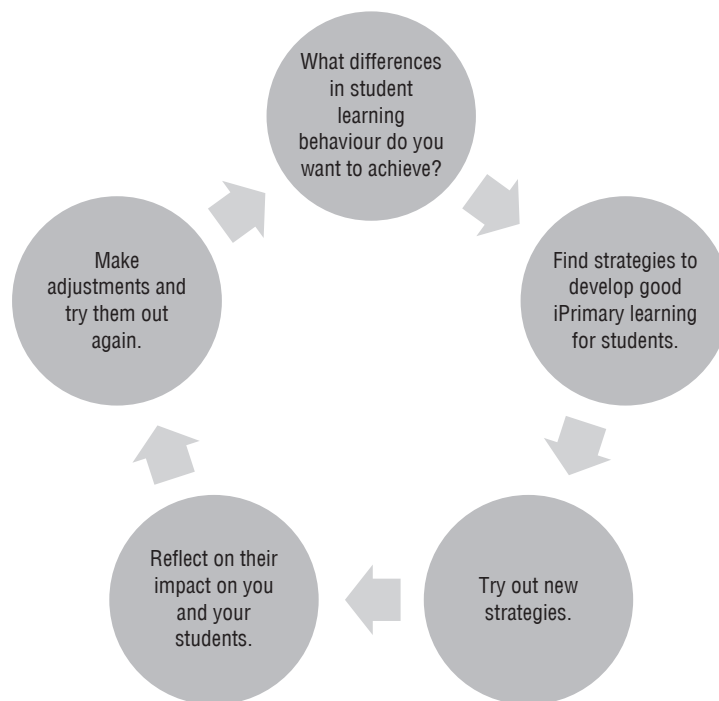 What differences
in student
learning
behaviour do you
want to achieve?
Find strategies to
develop good
iPrimary learning
for students.
Try out new
strategies.
Reflect on their
impact on you
and your
students.
Make
adjustments and
try them out
again.